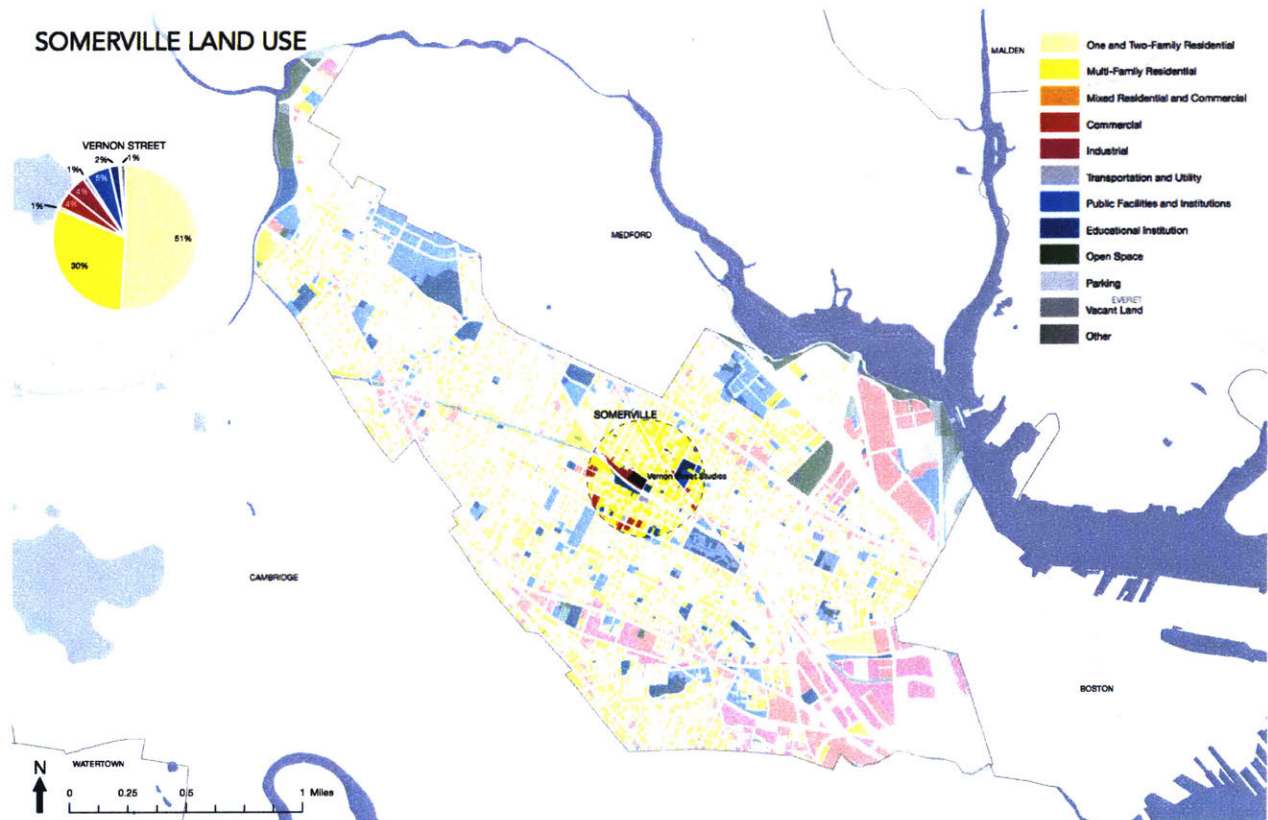 SOMERVILLE LAND USE
VERNON STREET
1%
2%
1%
5%
4%
4%
1%
51%
30%
MALDEN
One and Two-Family Residential
Multi-Family Residential
Mixed Residential and Commercial
Commercial
Industrial
Transportation and Utility
Public Facilities and Institutions
Educational Institution
Open Space
Parking
EVERET
Vacant Land
Other
MEDFORD
SOMERVILLE
Vernon Street Studios
CAMBRIDGE
BOSTON
WATERTOWN
N
0 0.25 0.5 1 Miles